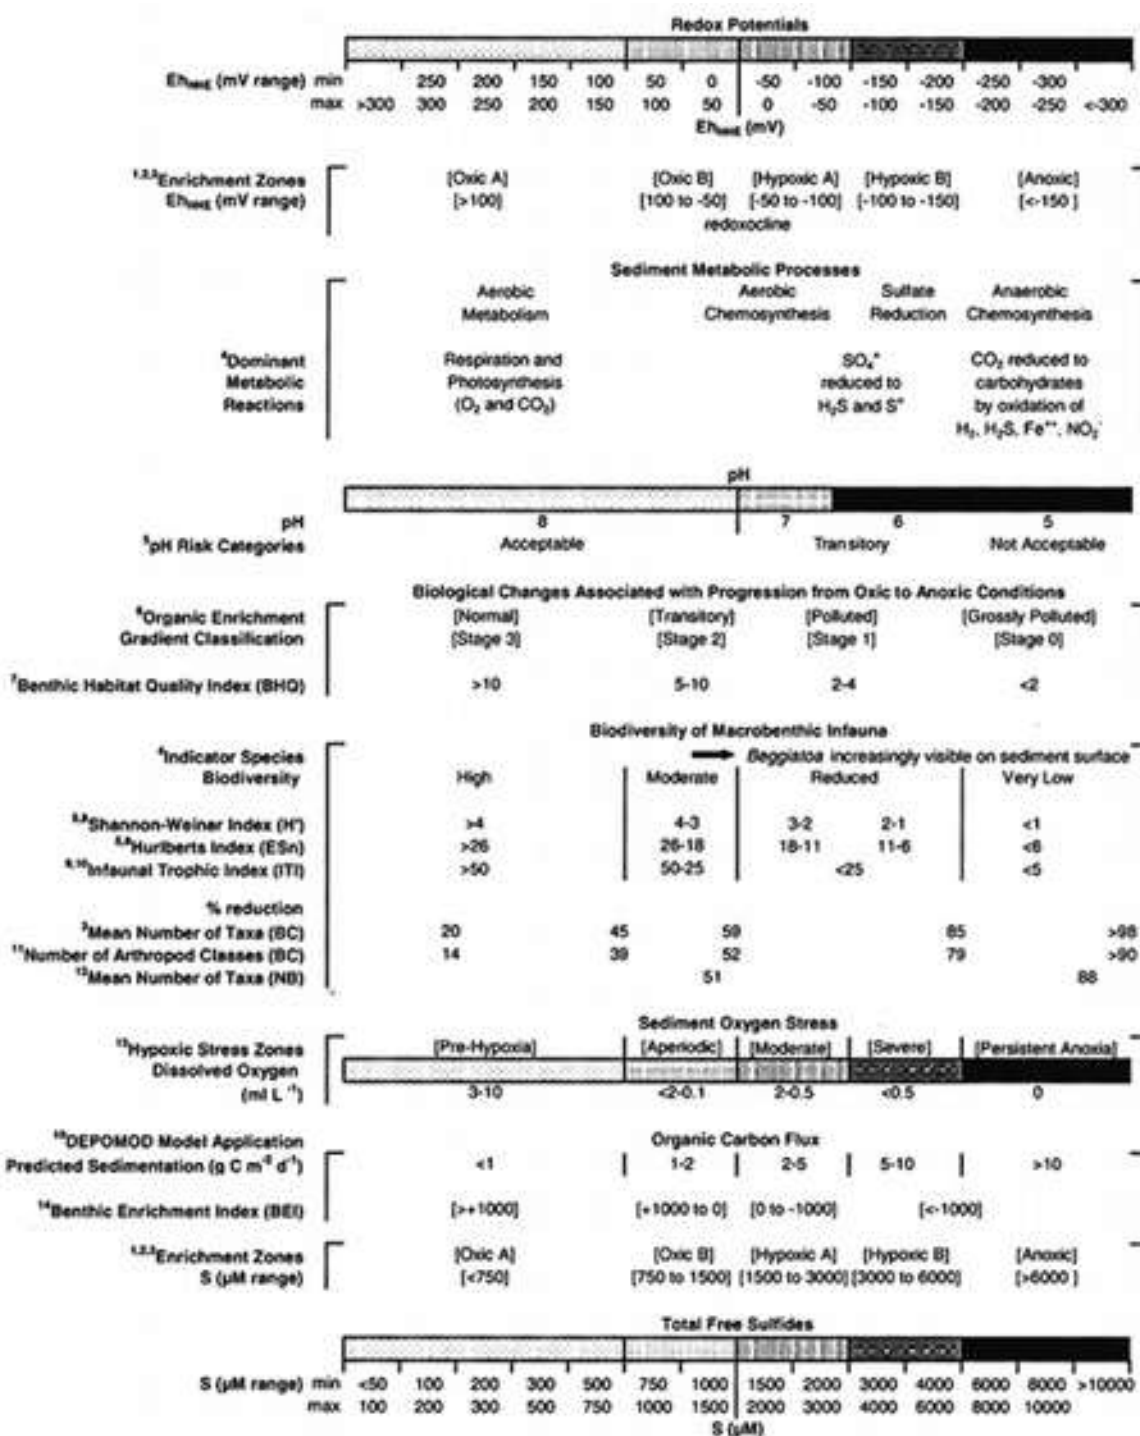 Redox Potentials
Eh_NHE (mV range) min 250 200 150 100 50 0 -50 -100 -150 -200 -250 -300
max >300 300 250 200 150 100 50 0 -50 -100 -150 -200 -250 <-300
Eh_NHE (mV)
1,2,3Enrichment Zones [Oxic A] [Oxic B] [Hypoxic A] [Hypoxic B] [Anoxic]
Eh_NHE (mV range) [>100] [100 to -50] [-50 to -100] [-100 to -150] [<-150 ]
redoxocline
Sediment Metabolic Processes
Aerobic Aerobic Sulfate Anaerobic
Metabolism Chemosynthesis Reduction Chemosynthesis
4Dominant Respiration and SO4= CO2 reduced to
Metabolic Photosynthesis reduced to carbohydrates
Reactions (O2 and CO2) H2S and S= by oxidation of
H2, H2S, Fe++, NO2-
pH
pH 8 7 6 5
5pH Risk Categories Acceptable Transitory Not Acceptable
Biological Changes Associated with Progression from Oxic to Anoxic Conditions
6Organic Enrichment [Normal] [Transitory] [Polluted] [Grossly Polluted]
Gradient Classification [Stage 3] [Stage 2] [Stage 1] [Stage 0]
7Benthic Habitat Quality Index (BHQ) >10 5-10 2-4 <2
Biodiversity of Macrobenthic Infauna
Indicator Species Beggiatoa increasingly visible on sediment surface
Biodiversity High Moderate Reduced Very Low
Shannon-Weiner Index (H') >4 4-3 3-2 2-1 <1
Hurlberts Index (ESn) >26 26-18 18-11 11-6 <6
9,10Infaunal Trophic Index (ITI) >50 50-25 <25 <5
% reduction
Mean Number of Taxa (BC) 20 45 59 85 >98
11Number of Arthropod Classes (BC) 14 39 52 79 >90
12Mean Number of Taxa (NB) 51 88
Sediment Oxygen Stress
13Hypoxic Stress Zones [Pre-Hypoxia] [Aperiodic] [Moderate] [Severe] [Persistent Anoxia]
Dissolved Oxygen
(ml L-1) 3-10 <2-0.1 2-0.5 <0.5 0
DEPOMOD Model Application Organic Carbon Flux
Predicted Sedimentation (g C m-2 d-1) <1 1-2 2-5 5-10 >10
14Benthic Enrichment Index (BEI) [>+1000] [+1000 to 0] [0 to -1000] [<-1000]
1,2,3Enrichment Zones [Oxic A] [Oxic B] [Hypoxic A] [Hypoxic B] [Anoxic]
S (µM range) [<750] [750 to 1500] [1500 to 3000] [3000 to 6000] [>6000 ]
Total Free Sulfides
S (µM range) min <50 100 200 300 500 750 1000 1500 2000 3000 4000 6000 8000 >10000
max 100 200 300 500 750 1000 1500 2000 3000 4000 6000 8000 10000
S (µM)